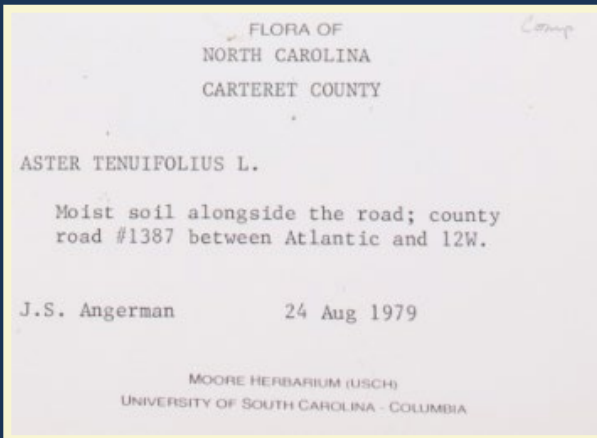 Comp
FLORA OF
NORTH CAROLINA
CARTERET COUNTY
ASTER TENUIFOLIUS L.
Moist soil alongside the road; county
road #1387 between Atlantic and 12W.
J.S. Angerman 24 Aug 1979
MOORE HERBARIUM (USCH)
UNIVERSITY OF SOUTH CAROLINA - COLUMBIA